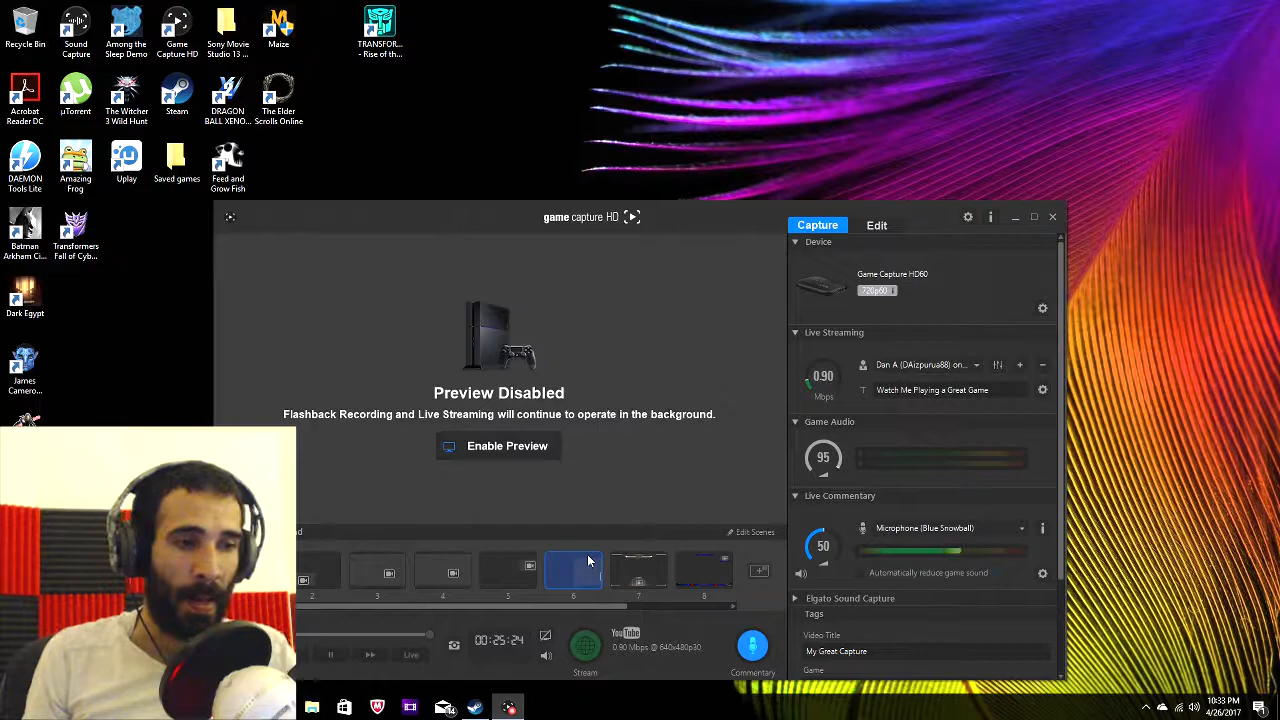 Recycle Bin
Sound Capture
Among the Sleep Demo
Game Capture HD
Sony Movie Studio 13 ...
Maize
TRANSFOR... - Rise of th...
Acrobat Reader DC
µTorrent
The Witcher 3 Wild Hunt
Steam
DRAGON BALL XENO...
The Elder Scrolls Online
DAEMON Tools Lite
Amazing Frog
Uplay
Saved games
Feed and Grow Fish
Batman Arkham Ci...
Transformers Fall of Cyb...
Dark Egypt
James Camero...
game capture HD
Capture
Edit
Device
Game Capture HD60
720p60 i
Preview Disabled
Flashback Recording and Live Streaming will continue to operate in the background.
Enable Preview
Live Streaming
0.90
Mbps
Dan A (DAizpurua88) on...
T Watch Me Playing a Great Game
Game Audio
95
Live Commentary
50
Microphone (Blue Snowball)
Automatically reduce game sound
Elgato Sound Capture
Tags
Video Title
My Great Capture
Game
Edit Scenes
2 3 4 5 6 7 8
Live
00:25:24
Stream
YouTube
0.90 Mbps @ 640x480p30
Commentary
14
10:33 PM
4/26/2017
1